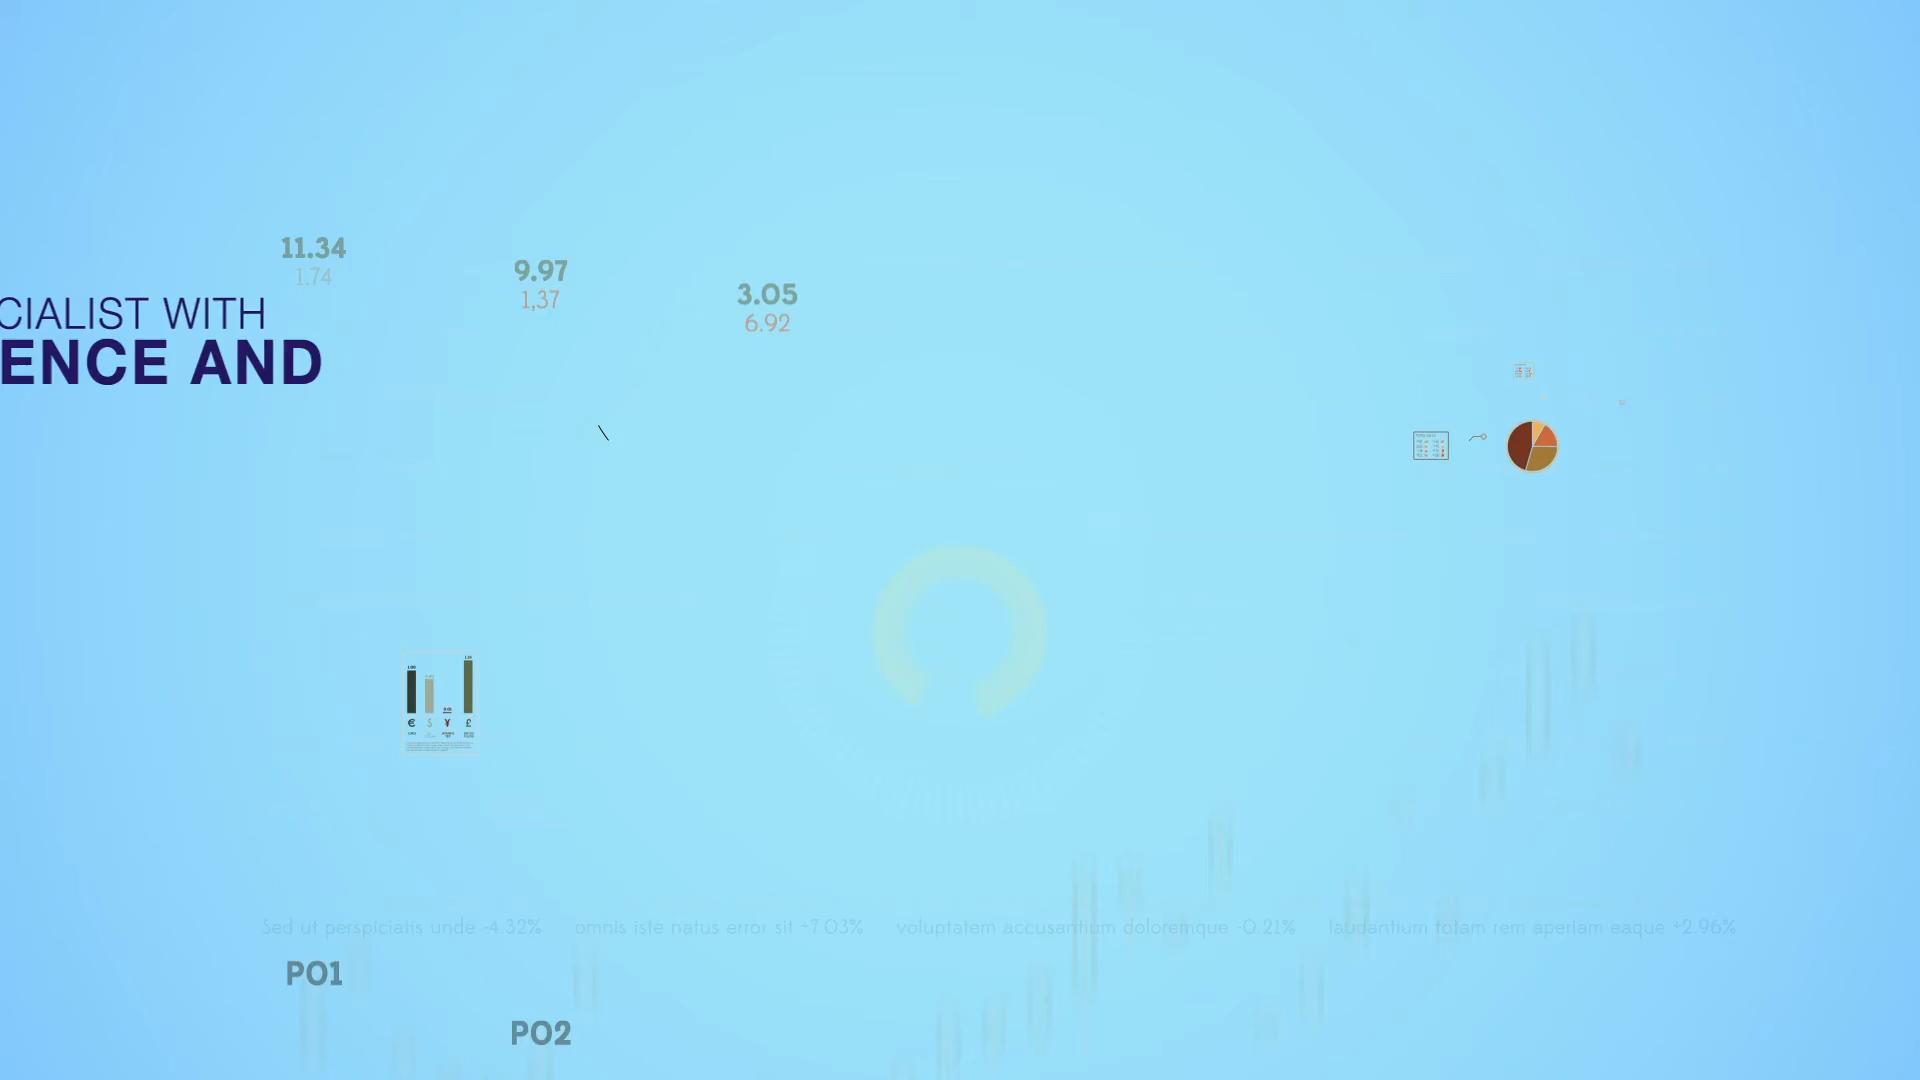 11.34
1.74
9.97
1,37
3.05
6.92
CIALIST WITH
ENCE AND
€ $ ¥ £
Sed ut perspiciatis unde -4.32% omnis iste natus error sit +7.03% voluptatem accusantium doloremque -0.21% laudantium totam rem aperiam eaque +2.96%
PO1
PO2